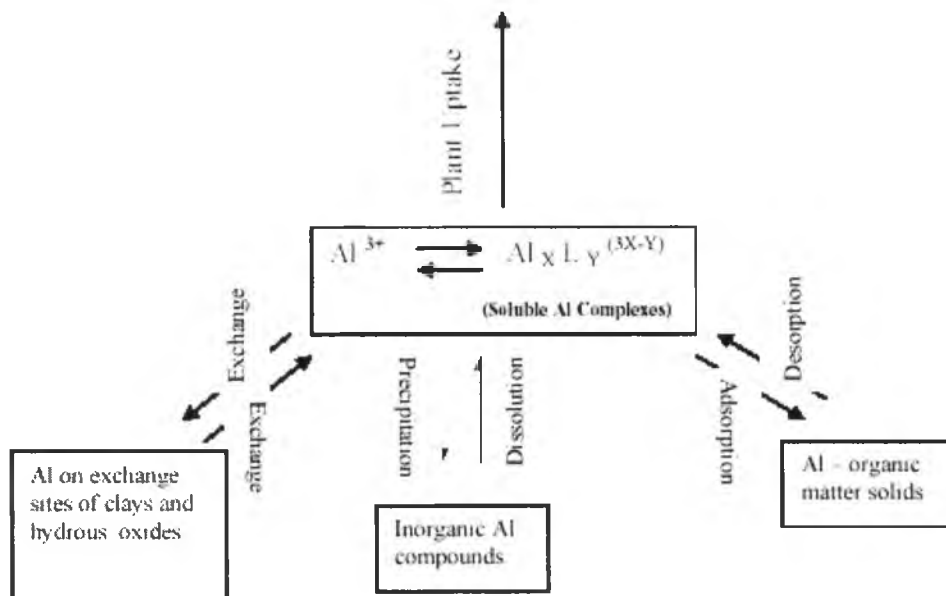 Plant Uptake
Al 3+
Al X L Y (3X-Y)
(Soluble Al Complexes)
Exchange
Exchange
Precipitation
Dissolution
Desorption
Adsorption
Al on exchange
sites of clays and
hydrous oxides
Inorganic Al
compounds
Al - organic
matter solids